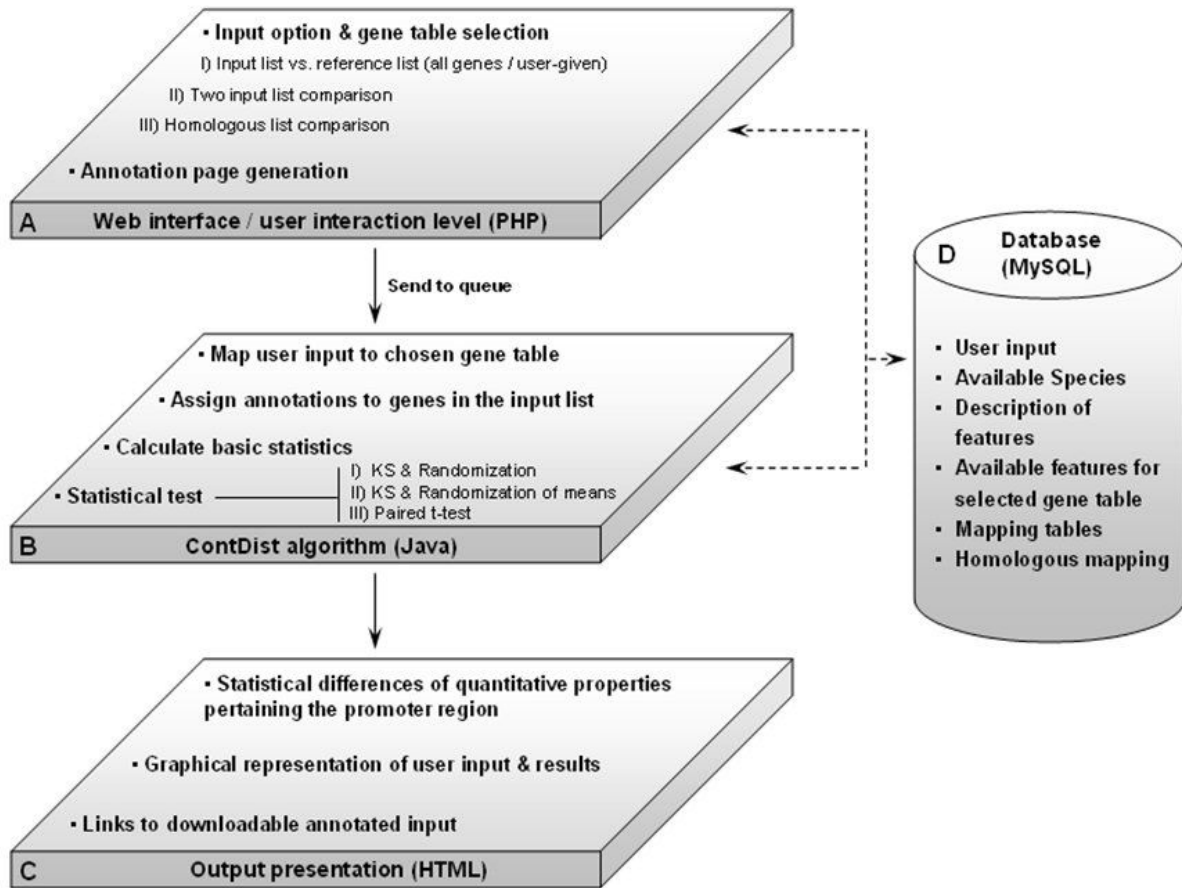 ▪ Input option & gene table selection
I) Input list vs. reference list (all genes / user-given)
II) Two input list comparison
III) Homologous list comparison
▪ Annotation page generation
A Web interface / user interaction level (PHP)
Send to queue
▪ Map user input to chosen gene table
▪ Assign annotations to genes in the input list
▪ Calculate basic statistics
▪ Statistical test
I) KS & Randomization
II) KS & Randomization of means
III) Paired t-test
B ContDist algorithm (Java)
▪ Statistical differences of quantitative properties
pertaining the promoter region
▪ Graphical representation of user input & results
▪ Links to downloadable annotated input
C Output presentation (HTML)
D Database
(MySQL)
▪ User input
▪ Available Species
▪ Description of
features
▪ Available features for
selected gene table
▪ Mapping tables
▪ Homologous mapping